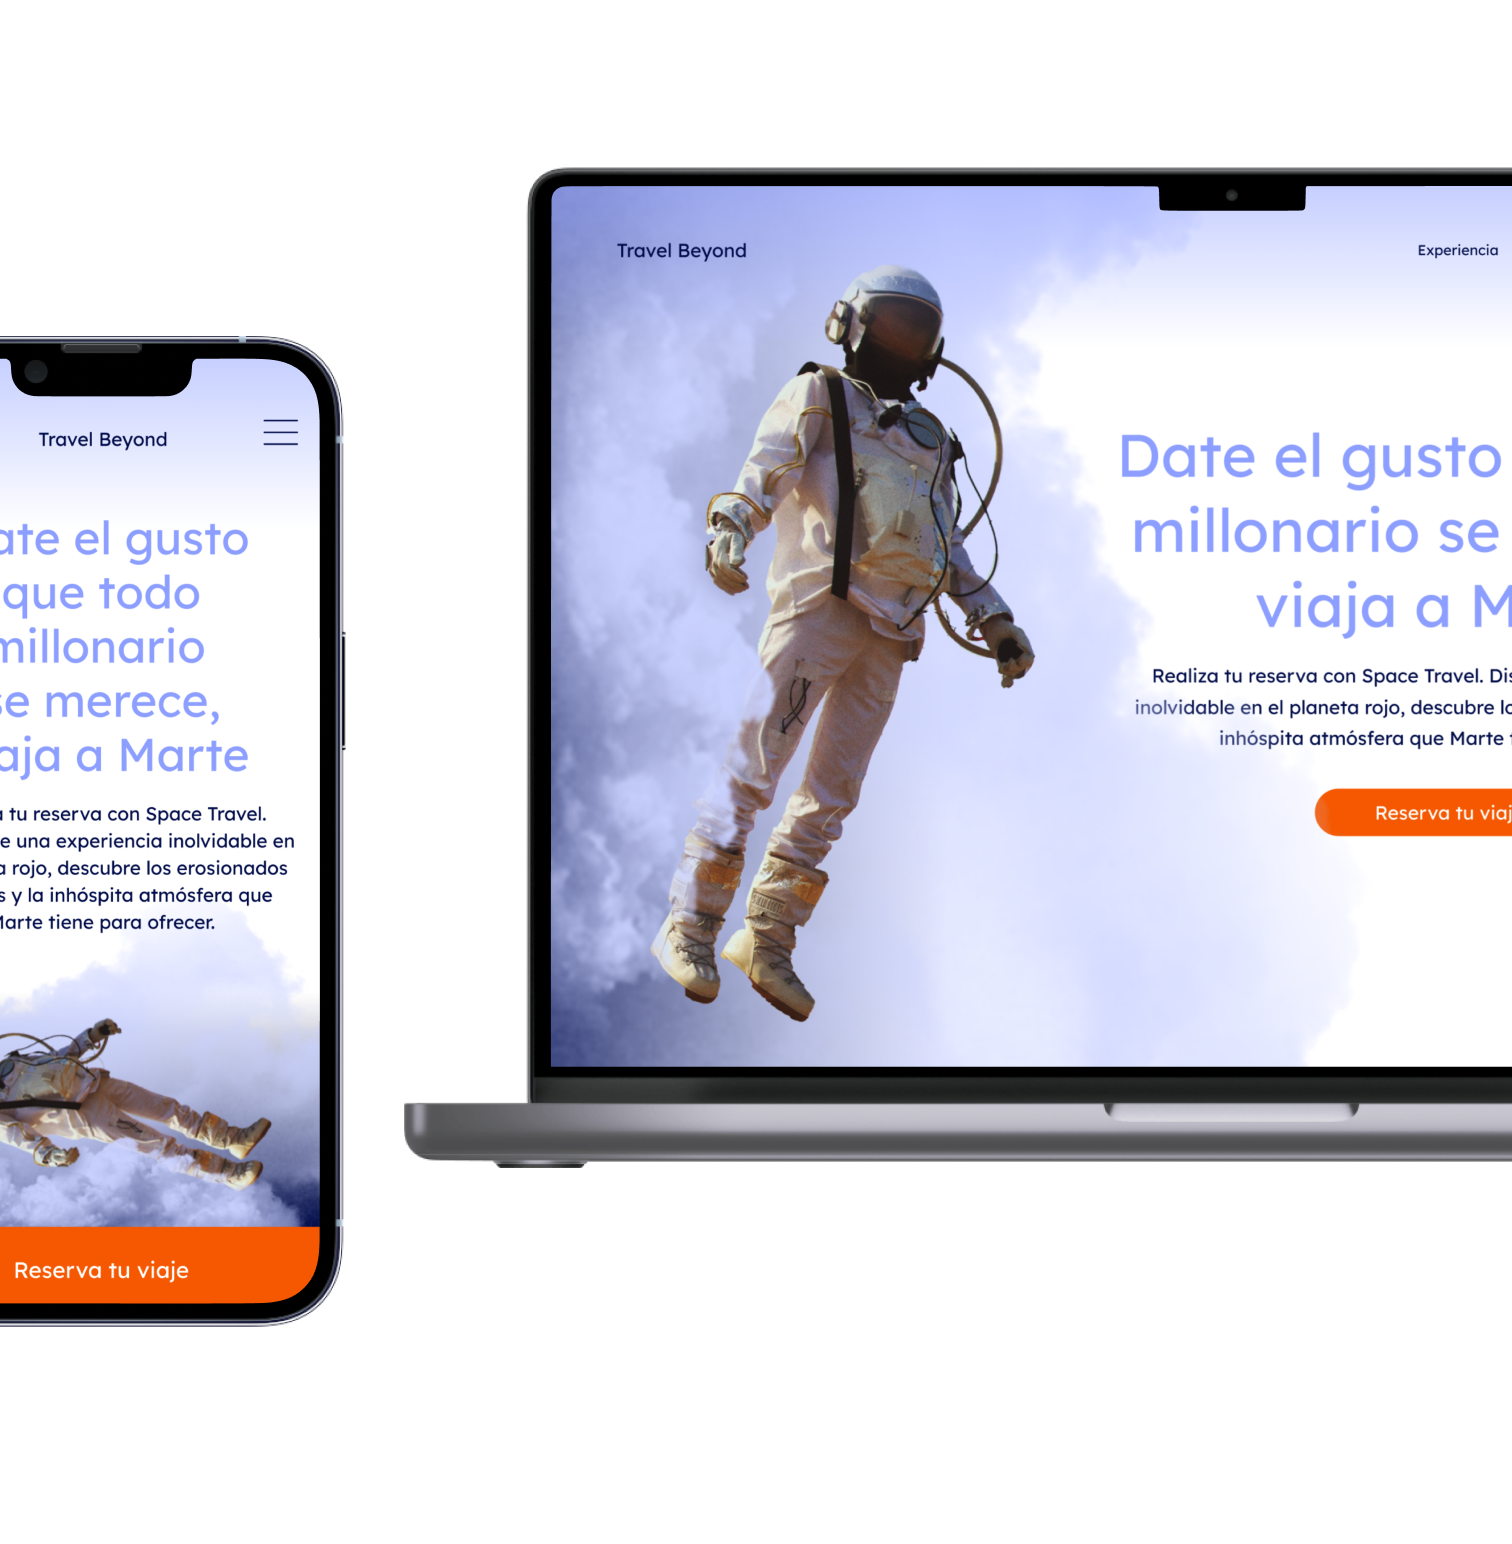 Travel Beyond
ate el gusto
que todo
millonario
se merece,
aja a Marte
tu reserva con Space Travel.
e una experiencia inolvidable en
rojo, descubre los erosionados
s y la inhóspita atmósfera que
Marte tiene para ofrecer.
Reserva tu viaje
Travel Beyond
Experiencia
Date el gusto
millonario se
viaja a M
Realiza tu reserva con Space Travel. Dis
inolvidable en el planeta rojo, descubre lo
inhóspita atmósfera que Marte
Reserva tu viaj